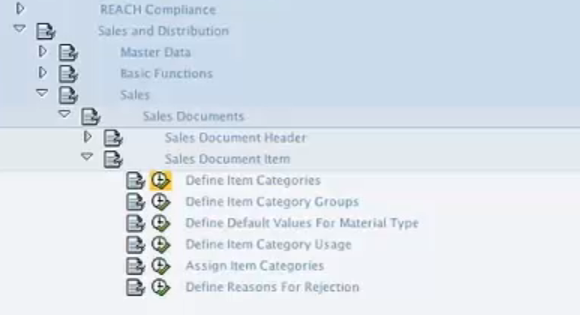 REACH Compliance
Sales and Distribution
Master Data
Basic Functions
Sales
Sales Documents
Sales Document Header
Sales Document Item
Define Item Categories
Define Item Category Groups
Define Default Values For Material Type
Define Item Category Usage
Assign Item Categories
Define Reasons For Rejection